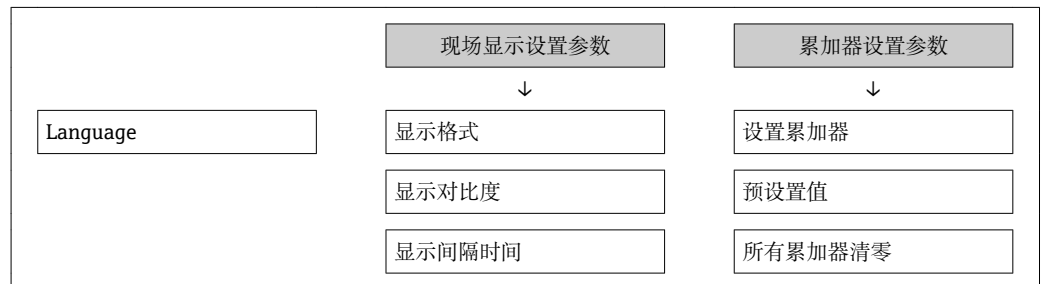 现场显示设置参数
累加器设置参数
↓
↓
Language
显示格式
设置累加器
显示对比度
预设置值
显示间隔时间
所有累加器清零